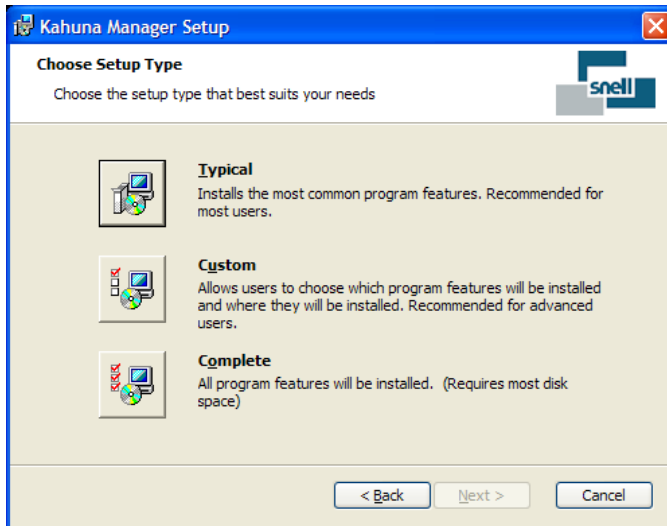 Kahuna Manager Setup
Choose Setup Type
Choose the setup type that best suits your needs
snell
Typical
Installs the most common program features. Recommended for
most users.
Custom
Allows users to choose which program features will be installed
and where they will be installed. Recommended for advanced
users.
Complete
All program features will be installed.  (Requires most disk
space)
< Back
Next >
Cancel